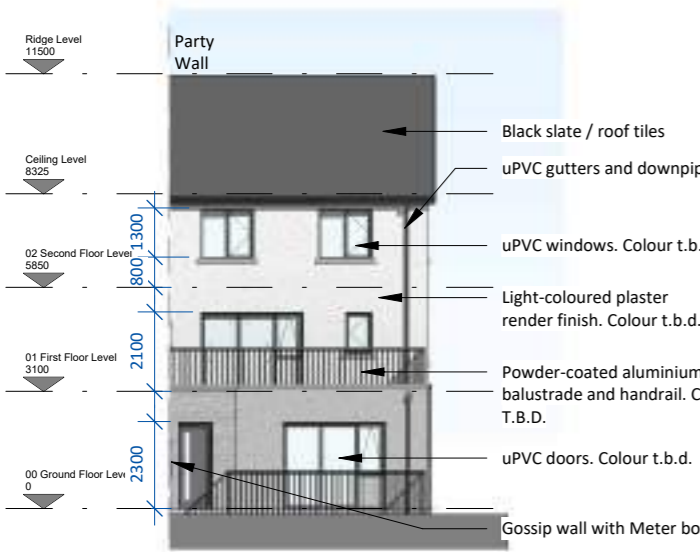 Ridge Level
11500
Party
Wall
Black slate / roof tiles
Ceiling Level
8325
uPVC gutters and downpip
1300
uPVC windows. Colour t.b.
02 Second Floor Level
5850
800
Light-coloured plaster
render finish. Colour t.b.d.
2100
01 First Floor Level
3100
Powder-coated aluminium
balustrade and handrail. C
T.B.D.
2300
uPVC doors. Colour t.b.d.
00 Ground Floor Leve
0
Gossip wall with Meter bo